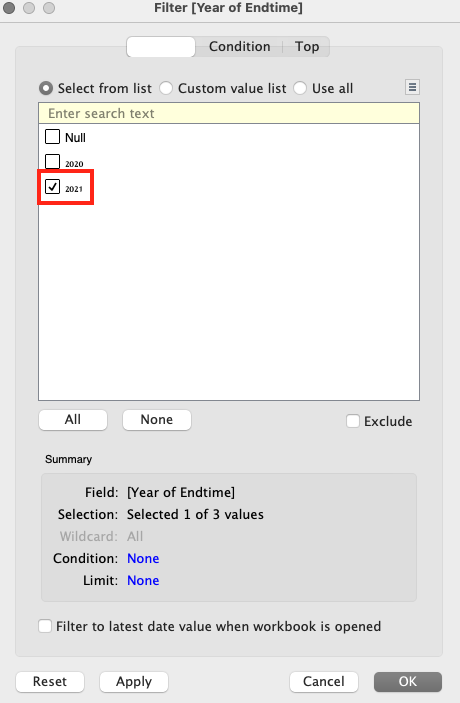 Filter [Year of Endtime]
Condition Top
Select from list Custom value list Use all
Enter search text
Null
2020
2021
All None Exclude
Summary
Field: [Year of Endtime]
Selection: Selected 1 of 3 values
Wildcard: All
Condition: None
Limit: None
Filter to latest date value when workbook is opened
Reset Apply Cancel OK